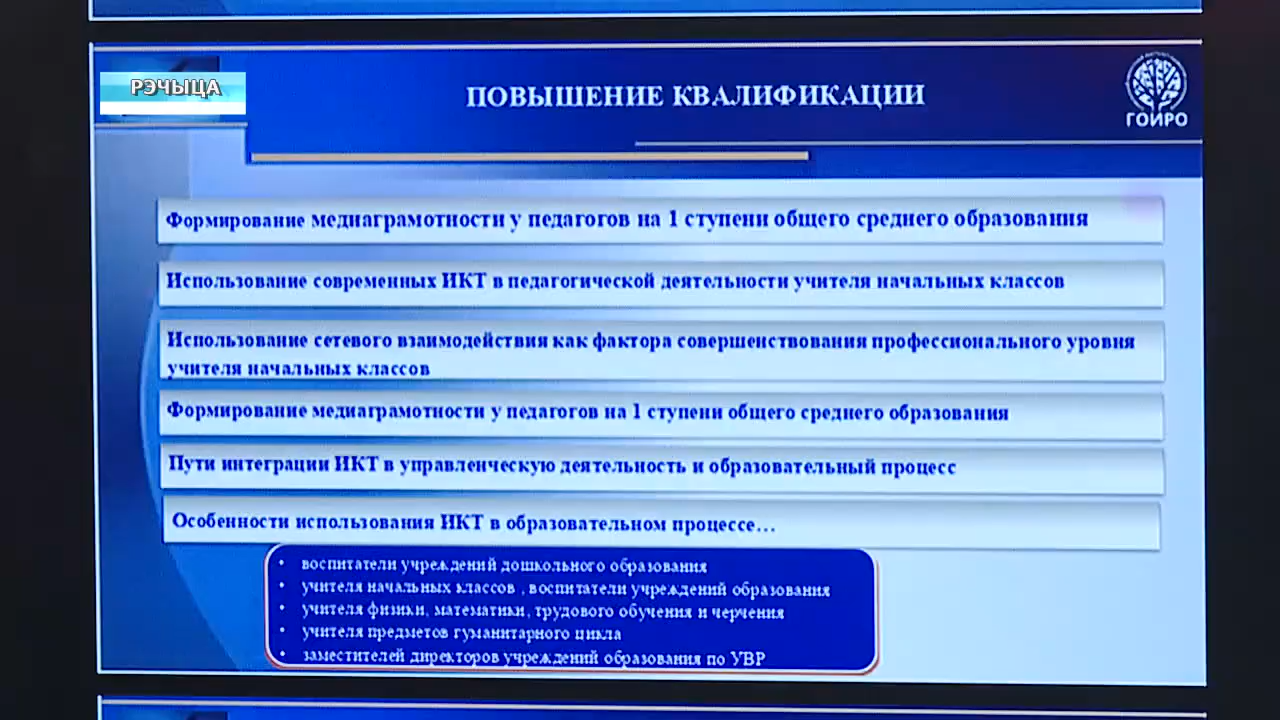 РЭЧЫЦА
ПОВЫШЕНИЕ КВАЛИФИКАЦИИ
ГОИРО
Формирование медиаграмотности у педагогов на 1 ступени общего среднего образования
Использование современных ИКТ в педагогической деятельности учителя начальных классов
Использование сетевого взаимодействия как фактора совершенствования профессионального уровня
учителя начальных классов
Формирование медиаграмотности у педагогов на 1 ступени общего среднего образования
Пути интеграции ИКТ в управленческую деятельность и образовательный процесс
Особенности использования ИКТ в образовательном процессе…
• воспитатели учреждений дошкольного образования
• учителя начальных классов , воспитатели учреждений образования
• учителя физики, математики, трудового обучения и черчения
• учителя предметов гуманитарного цикла
• заместителей директоров учреждений образования по УВР